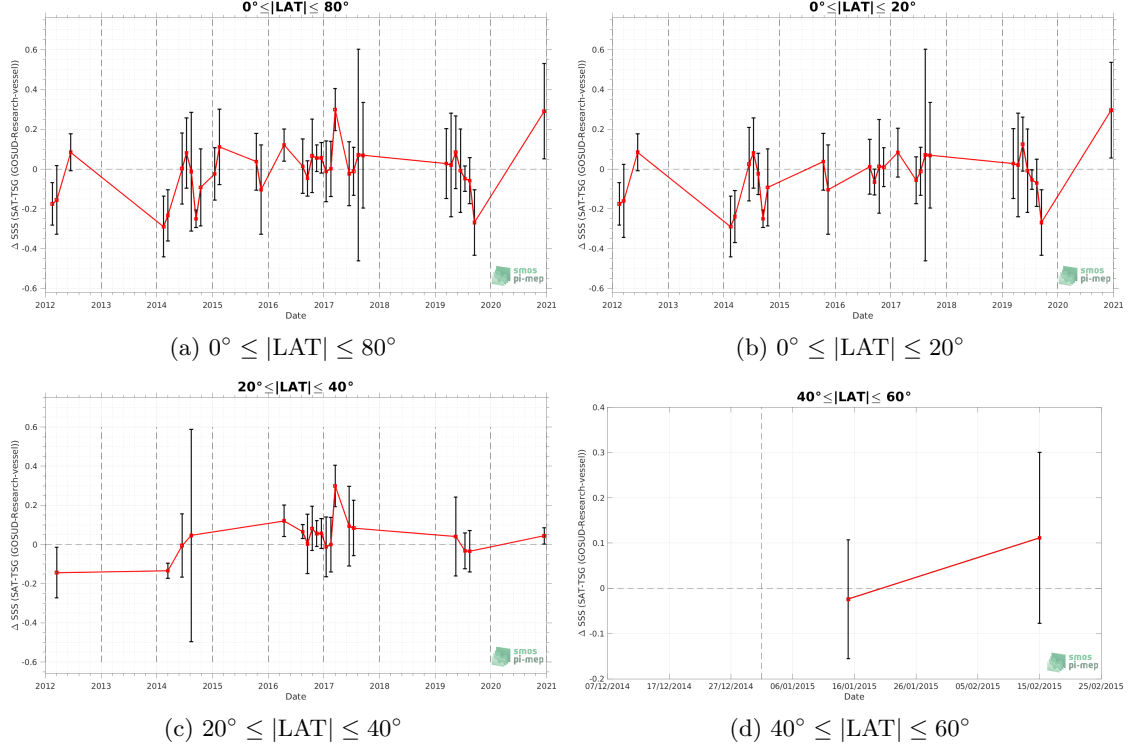 0°≤|LAT|≤ 80°
Δ SSS (SAT-TSG (GOSUD-Research-vessel))
0.6
0.4
0.2
0
-0.2
-0.4
-0.6
2012 2013 2014 2015 2016 2017 2018 2019 2020 2021
Date
smos
pi-mep
(a) 0° ≤ |LAT| ≤ 80°
0°≤|LAT|≤ 20°
Δ SSS (SAT-TSG (GOSUD-Research-vessel))
0.6
0.4
0.2
0
-0.2
-0.4
-0.6
2012 2013 2014 2015 2016 2017 2018 2019 2020 2021
Date
smos
pi-mep
(b) 0° ≤ |LAT| ≤ 20°
20°≤|LAT|≤ 40°
Δ SSS (SAT-TSG (GOSUD-Research-vessel))
0.6
0.4
0.2
0
-0.2
-0.4
-0.6
2012 2013 2014 2015 2016 2017 2018 2019 2020 2021
Date
smos
pi-mep
(c) 20° ≤ |LAT| ≤ 40°
40°≤|LAT|≤ 60°
Δ SSS (SAT-TSG (GOSUD-Research-vessel))
0.4
0.3
0.2
0.1
0
-0.1
-0.2
07/12/2014 17/12/2014 27/12/2014 06/01/2015 16/01/2015 26/01/2015 05/02/2015 15/02/2015 25/02/2015
Date
smos
pi-mep
(d) 40° ≤ |LAT| ≤ 60°